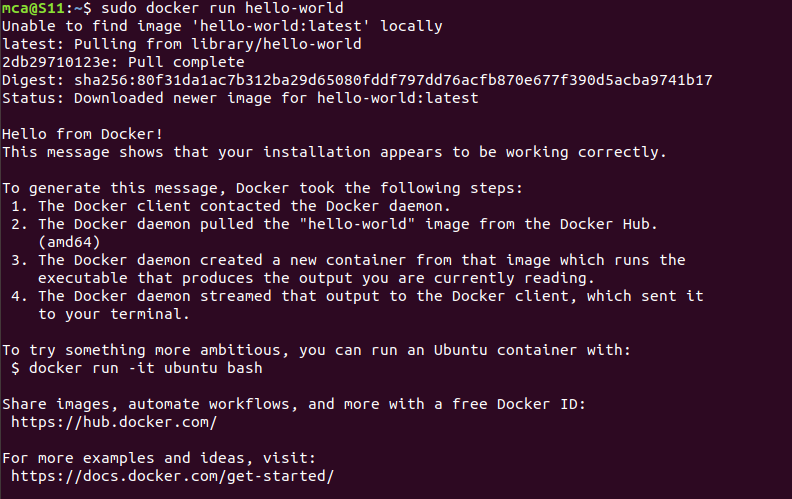 mca@S11:~$ sudo docker run hello-world
Unable to find image 'hello-world:latest' locally
latest: Pulling from library/hello-world
2db29710123e: Pull complete
Digest: sha256:80f31da1ac7b312ba29d65080fddf797dd76acfb870e677f390d5acba9741b17
Status: Downloaded newer image for hello-world:latest
Hello from Docker!
This message shows that your installation appears to be working correctly.
To generate this message, Docker took the following steps:
1. The Docker client contacted the Docker daemon.
2. The Docker daemon pulled the "hello-world" image from the Docker Hub.
(amd64)
3. The Docker daemon created a new container from that image which runs the
executable that produces the output you are currently reading.
4. The Docker daemon streamed that output to the Docker client, which sent it
to your terminal.
To try something more ambitious, you can run an Ubuntu container with:
$ docker run -it ubuntu bash
Share images, automate workflows, and more with a free Docker ID:
https://hub.docker.com/
For more examples and ideas, visit:
https://docs.docker.com/get-started/